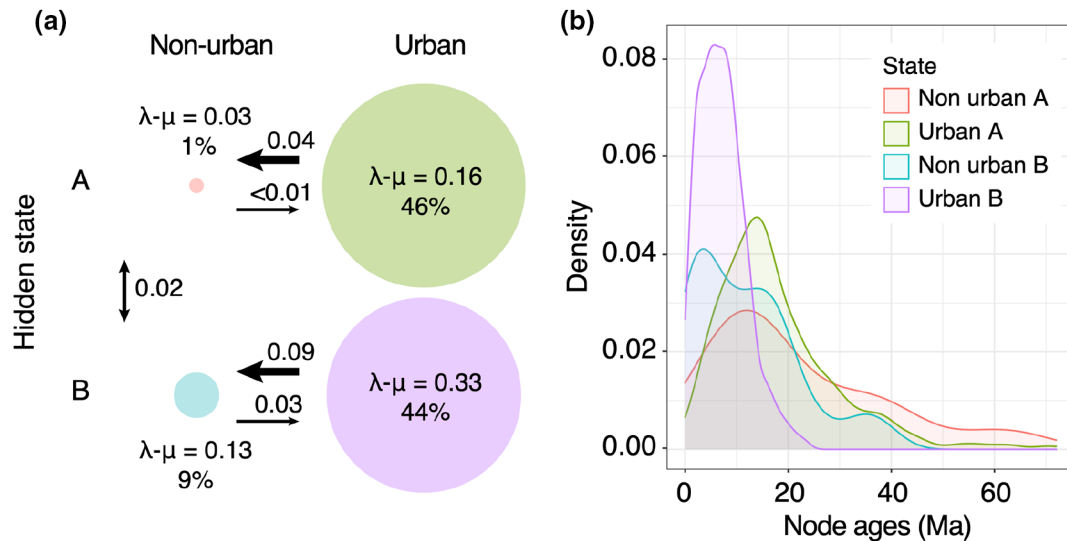 (a)
Non-urban Urban
λ-μ = 0.03
1%
0.04
<0.01
λ-μ = 0.16
46%
A
Hidden state
0.02
B
0.09
0.03
λ-μ = 0.33
44%
λ-μ = 0.13
9%
(b)
0.08
0.06
0.04
0.02
0.00
Density
State
Non urban A
Urban A
Non urban B
Urban B
0 20 40 60
Node ages (Ma)